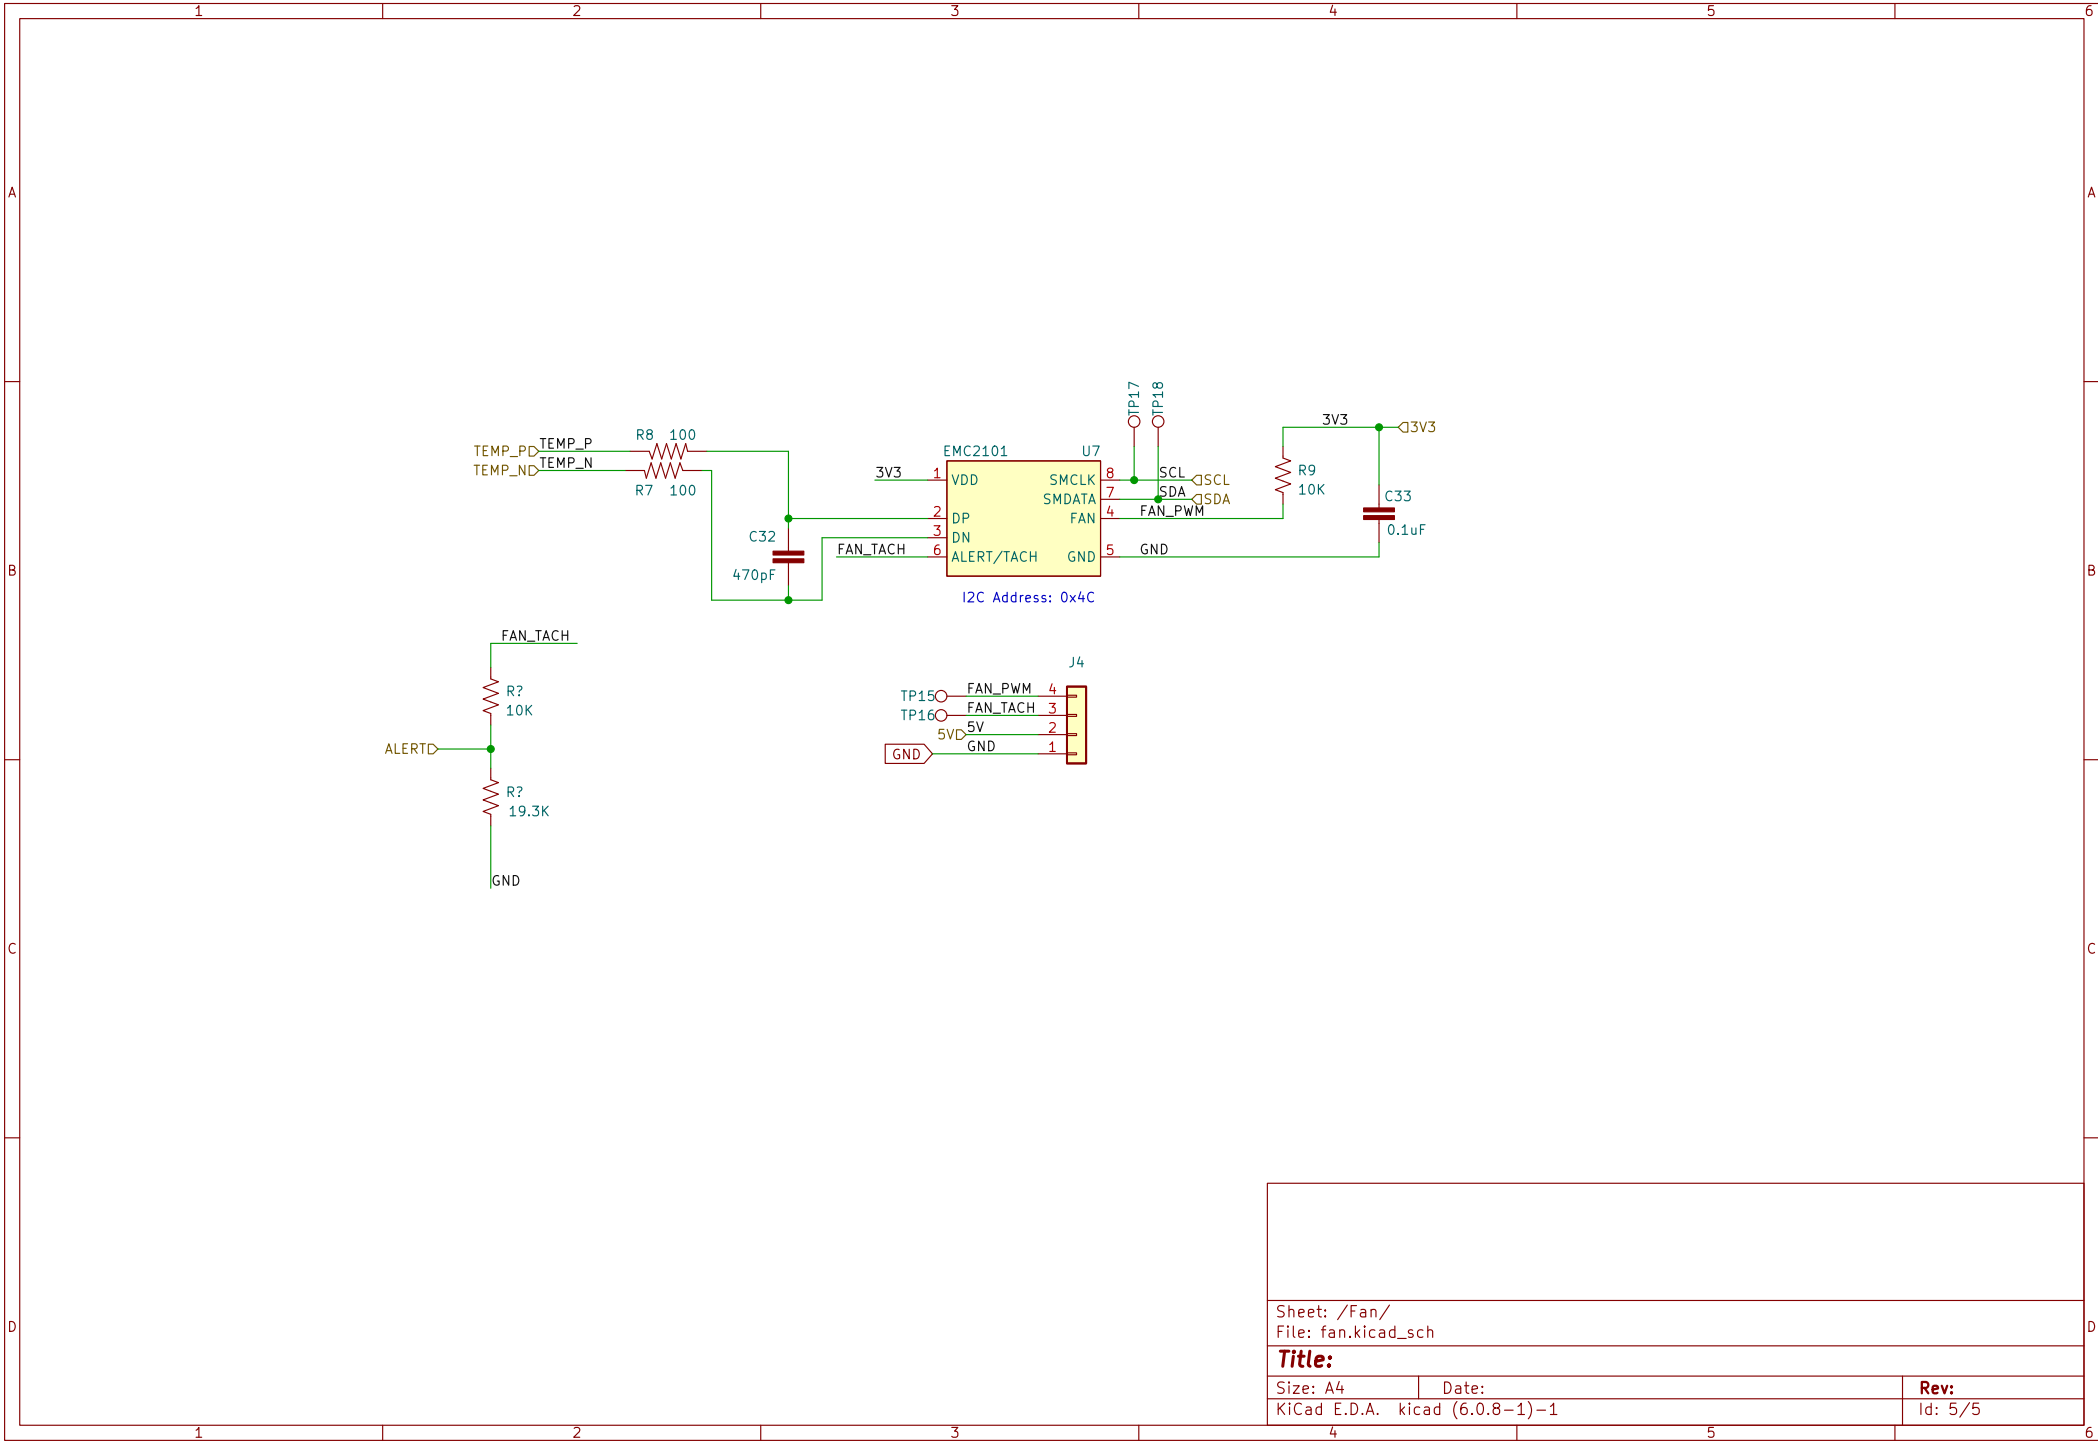 1 2 3 4 5 6
A A
TP17 TP18
3V3 3V3
R8 100
TEMP_P TEMP_P
TEMP_N TEMP_N
R7 100
EMC2101 U7
3V3 1 VDD SMCLK 8 SCL SCL
SMDATA 7 SDA SDA
2 DP FAN 4 FAN_PWM
3 DN
FAN_TACH 6 ALERT/TACH GND 5 GND
R9
10K
C33
0.1uF
C32
470pF
B B
I2C Address: 0x4C
FAN_TACH
R?
10K
ALERT
R?
19.3K
GND
J4
TP15 FAN_PWM 4
TP16 FAN_TACH 3
5V 5V 2
GND GND 1
C C
D D
Sheet: /Fan/
File: fan.kicad_sch
Title:
Size: A4 Date: Rev:
KiCad E.D.A. kicad (6.0.8-1)-1 Id: 5/5
1 2 3 4 5 6